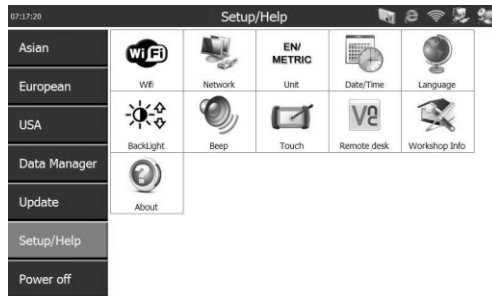 07:17:20
Setup/Help
Asian
European
USA
Data Manager
Update
Setup/Help
Power off
WiFi
Wifi
Network
EN/
METRIC
Unit
Date/Time
Language
BackLight
Beep
Touch
Remote desk
Workshop Info
About